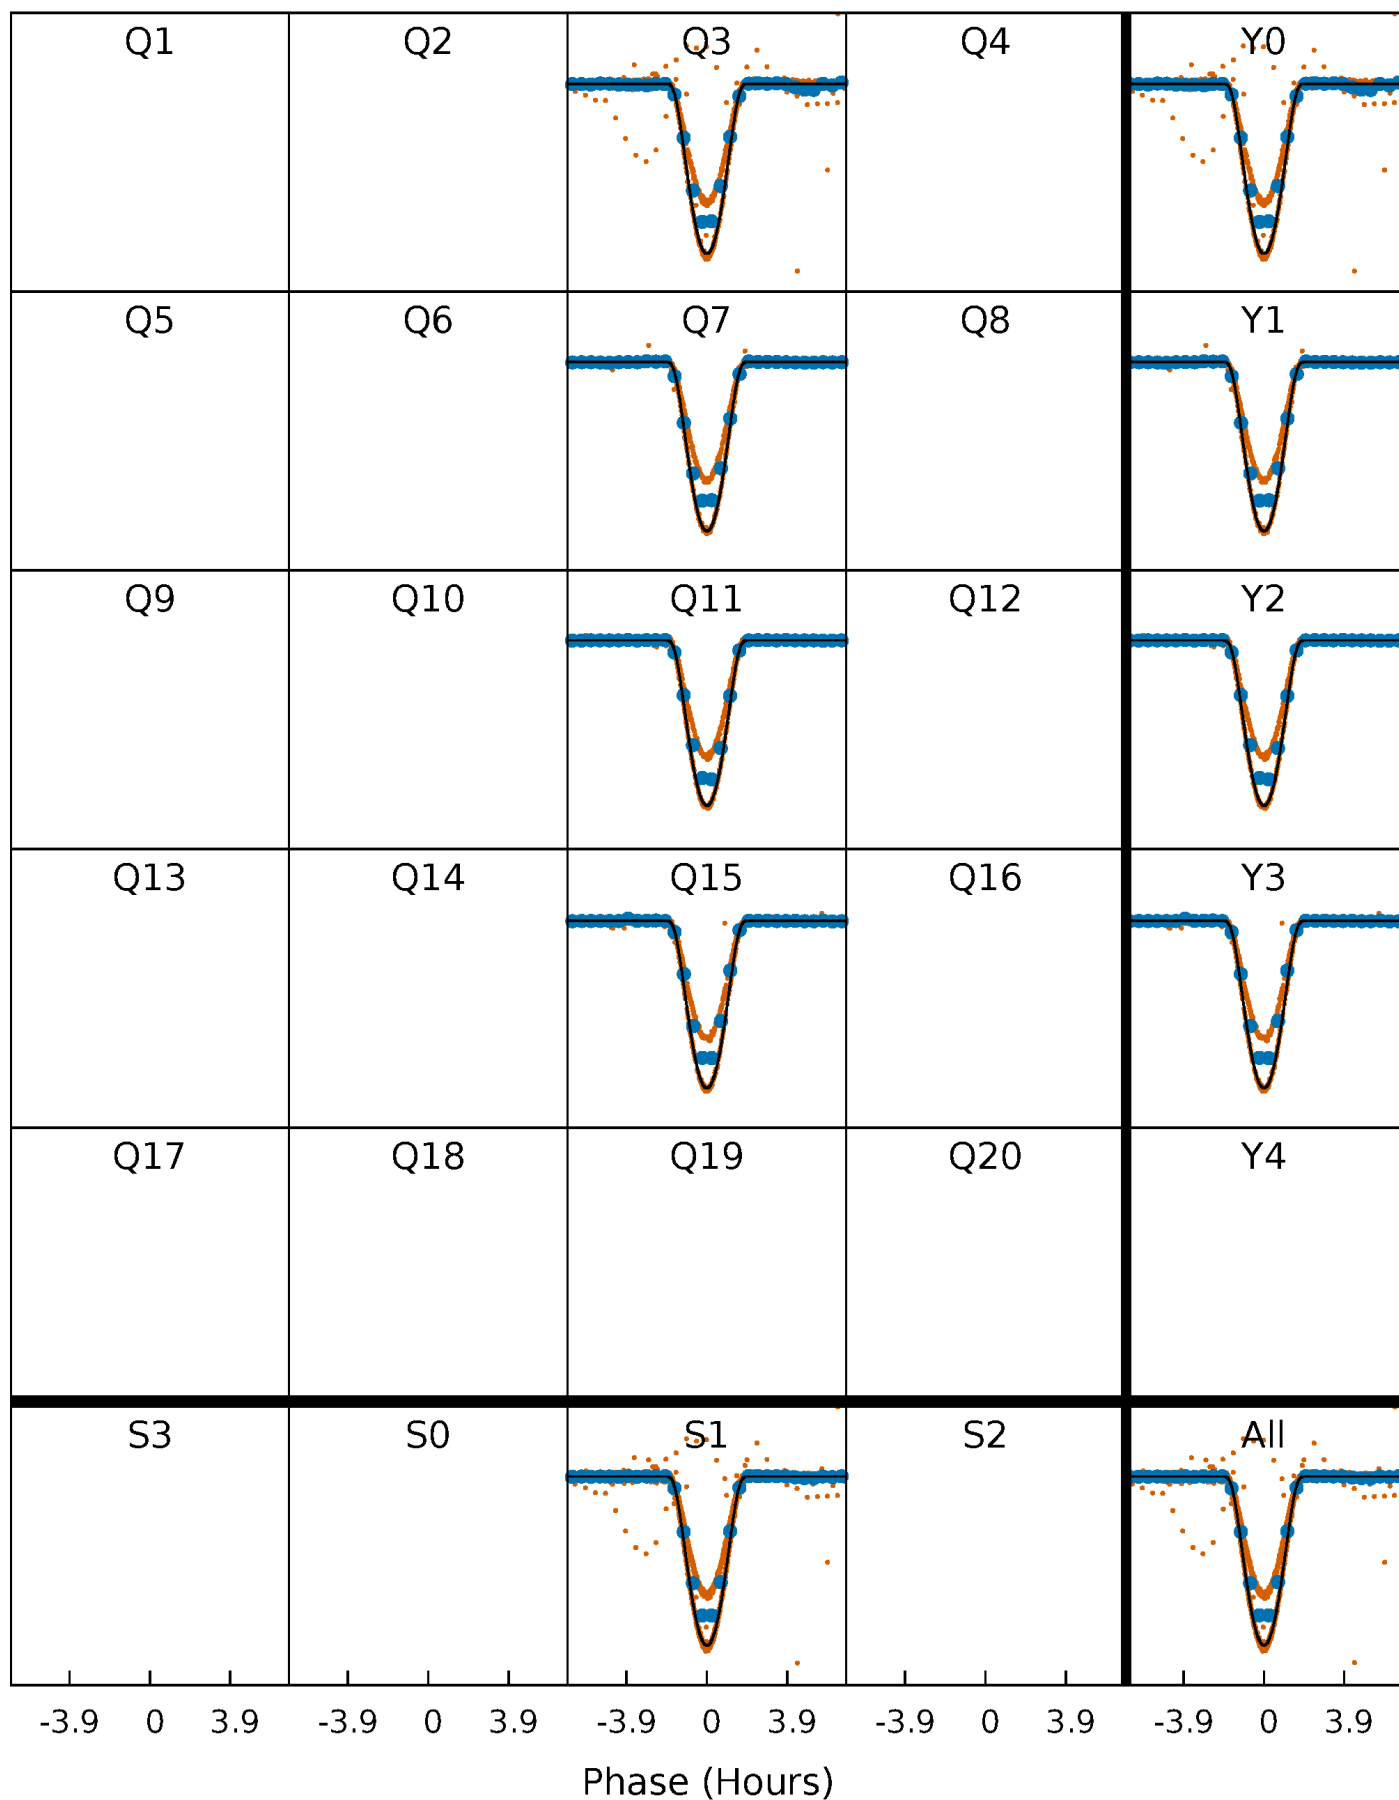 Q1 Q2 Q3 Q4 Y0
Q5 Q6 Q7 Q8 Y1
Q9 Q10 Q11 Q12 Y2
Q13 Q14 Q15 Q16 Y3
Q17 Q18 Q19 Q20 Y4
S3 S0 S1 S2 All
-3.9 0 3.9 -3.9 0 3.9 -3.9 0 3.9 -3.9 0 3.9 -3.9 0 3.9
Phase (Hours)